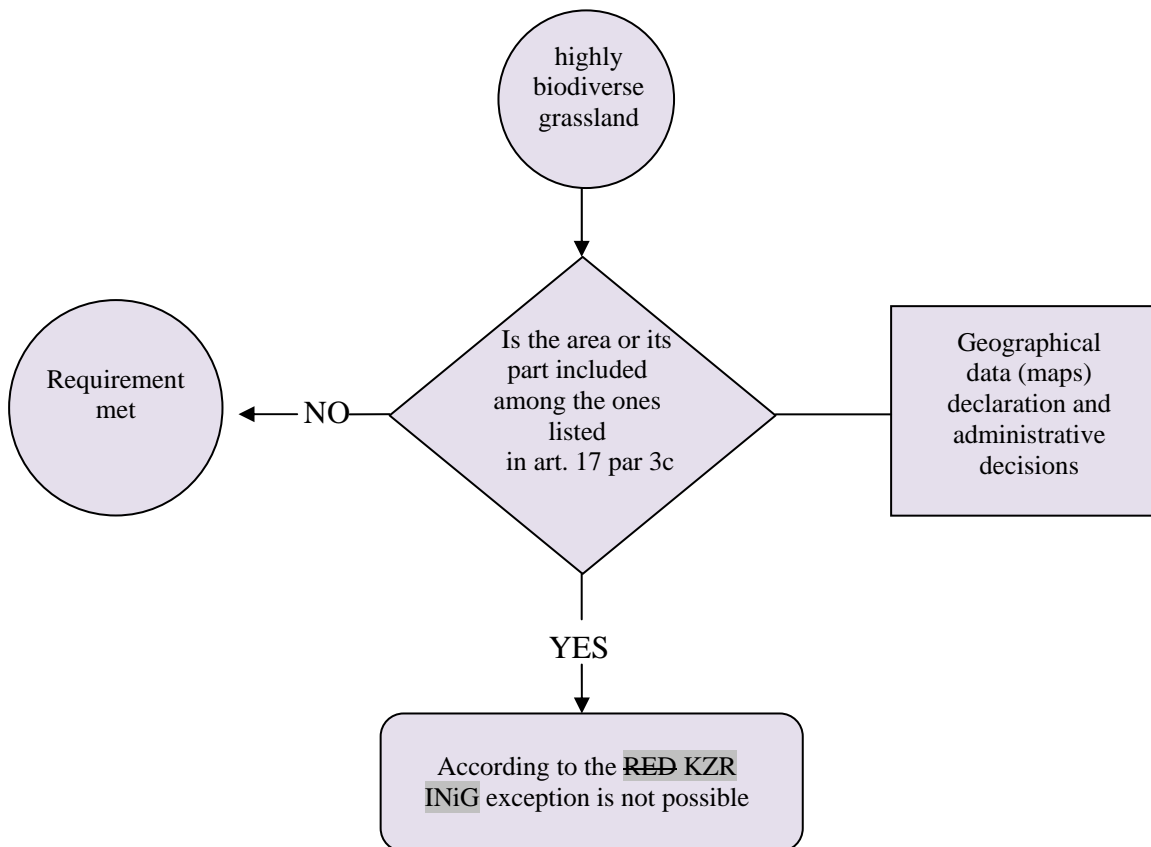 highly
biodiverse
grassland
Is the area or its
part included
among the ones
listed
in art. 17 par 3c
Requirement
met
NO
Geographical
data (maps)
declaration and
administrative
decisions
YES
According to the RED KZR
INiG exception is not possible